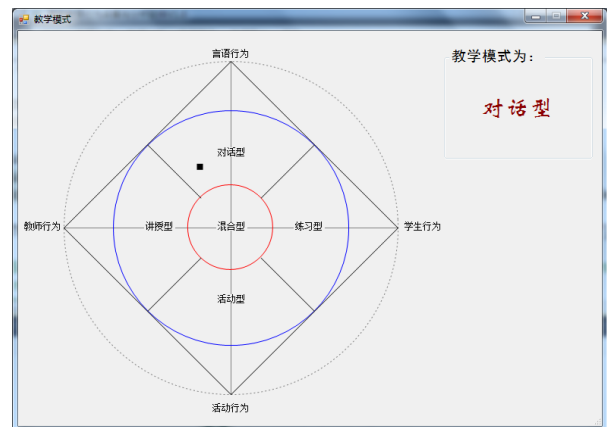 教学模式
言语行为
教学模式为:
对话型
对话型
教师行为
讲授型
混合型
练习型
学生行为
活动型
活动行为